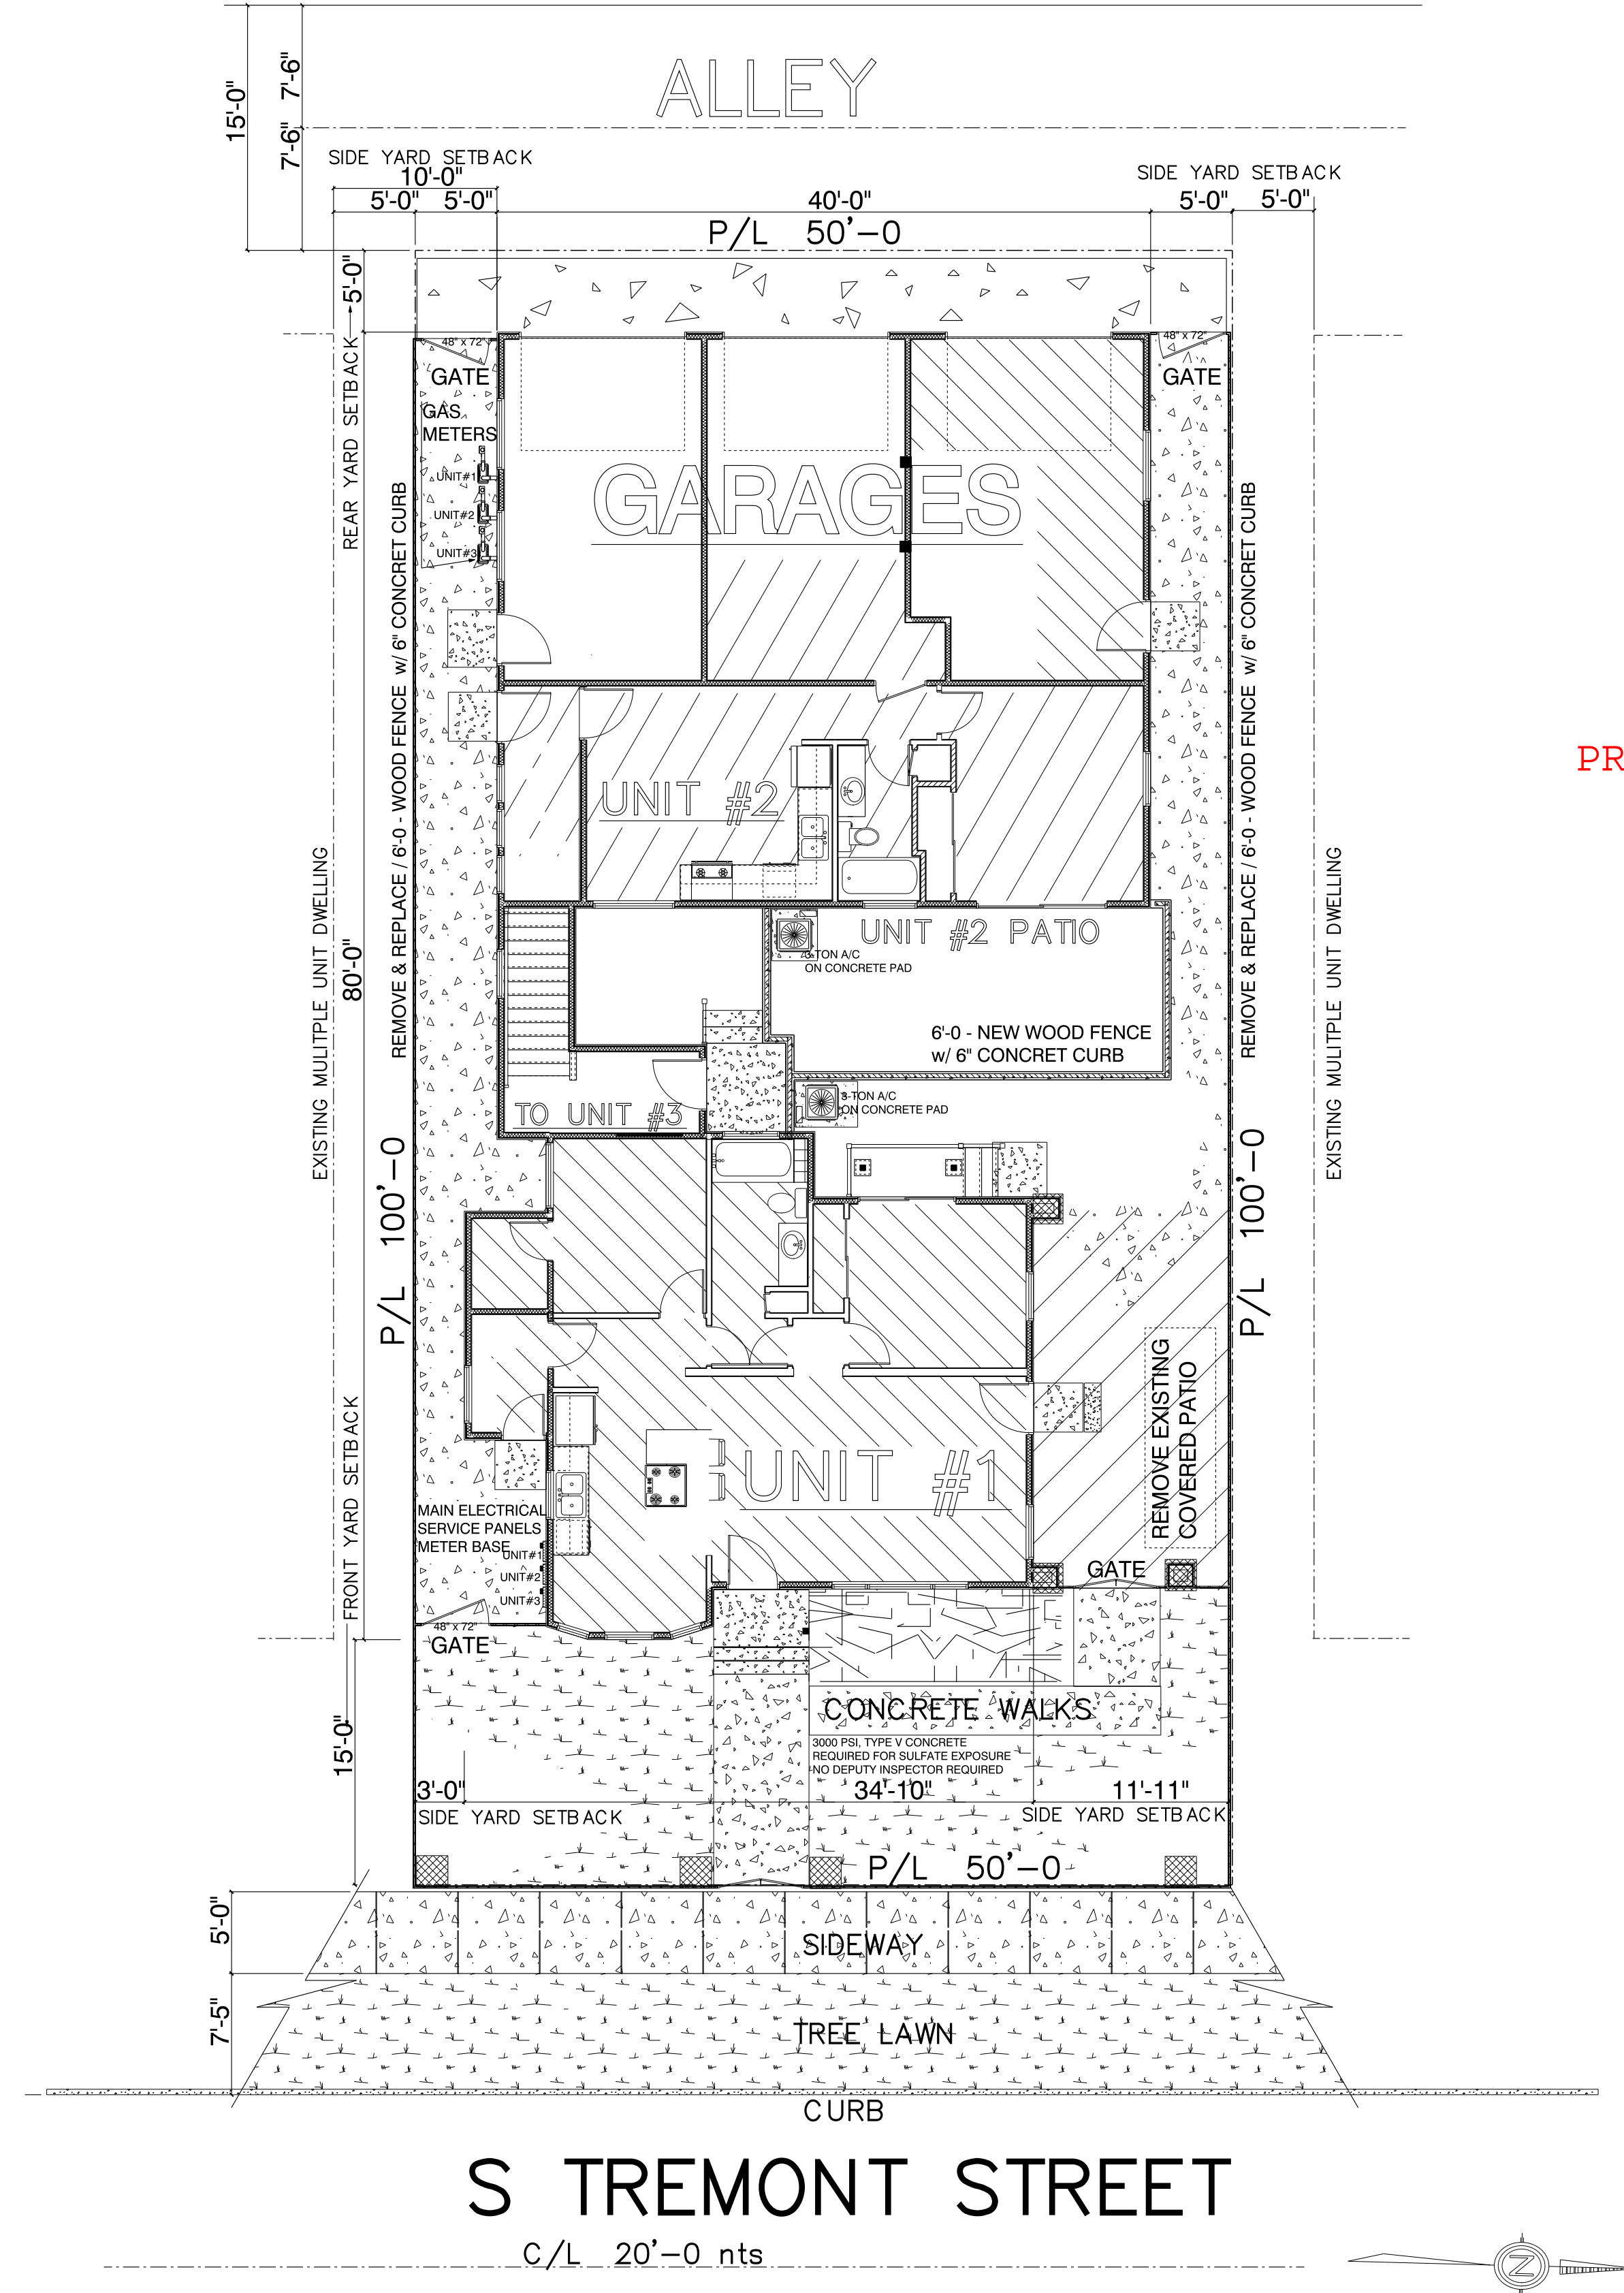 ALLEY
15'-0"
7'-6"
7'-6"
SIDE YARD SETBACK
10'-0"
5'-0"
5'-0"
40'-0"
SIDE YARD SETBACK
5'-0"
5'-0"
P/L 50'-0
5'-0"
REAR YARD SETBACK
48" x 72"
GATE
48" x 72"
GATE
GAS
METERS
UNIT#1
UNIT#2
UNIT#3
GARAGES
REMOVE & REPLACE / 6'-0 - WOOD FENCE w/ 6" CONCRET CURB
REMOVE & REPLACE / 6'-0 - WOOD FENCE w/ 6" CONCRET CURB
PR
UNIT #2
EXISTING MULITPLE UNIT DWELLING
EXISTING MULITPLE UNIT DWELLING
80'-0"
UNIT #2 PATIO
3-TON A/C
ON CONCRETE PAD
6'-0 - NEW WOOD FENCE
w/ 6" CONCRET CURB
3-TON A/C
ON CONCRETE PAD
TO UNIT #3
P/L 100'-0
P/L 100'-0
REMOVE EXISTING
COVERED PATIO
UNIT #1
FRONT YARD SETBACK
MAIN ELECTRICAL
SERVICE PANELS
METER BASE
UNIT#1
UNIT#2
UNIT#3
GATE
48" x 72"
GATE
CONCRETE WALKS
3000 PSI, TYPE V CONCRETE
REQUIRED FOR SULFATE EXPOSURE
NO DEPUTY INSPECTOR REQUIRED
15'-0"
3'-0"
34'-10"
11'-11"
SIDE YARD SETBACK
SIDE YARD SETBACK
P/L 50'-0
5'-0"
SIDEWAY
7'-5"
TREE LAWN
CURB
S TREMONT STREET
C/L 20'-0 nts
N